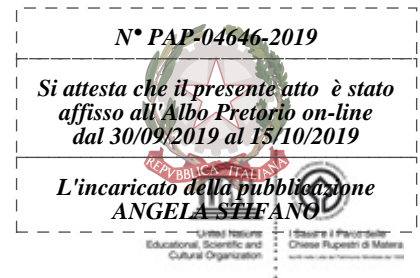 N° PAP-04646-2019
Si attesta che il presente atto è stato
affisso all'Albo Pretorio on-line
dal 30/09/2019 al 15/10/2019
L'incaricato della pubblicazione
ANGELA STIFANO
REPVBBLICA ITALIANA
United Nations
Educational, Scientific and
Cultural Organization
I Sassi e il Parco delle
Chiese Rupestri di Matera